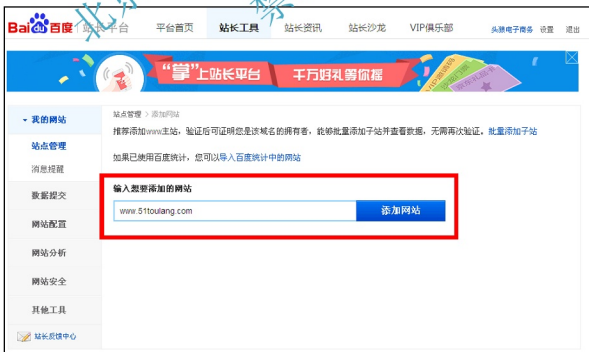 Bai 百度 站长平台 平台首页 站长工具 站长资讯 站长沙龙 VIP俱乐部 头狼电子商务 设置 退出
“掌”上站长平台 千万好礼等你摇
我的网站
站点管理 > 添加网站
推荐添加www主站，验证后可证明您是该域名的拥有者，能够批量添加子站并查看数据，无需再次验证。批量添加子站
站点管理
如果已使用百度统计，您可以导入百度统计中的网站
消息提醒
输入想要添加的网站
数据提交
www.51toulang.com 添加网站
网站配置
网站分析
网站安全
其他工具
站长反馈中心